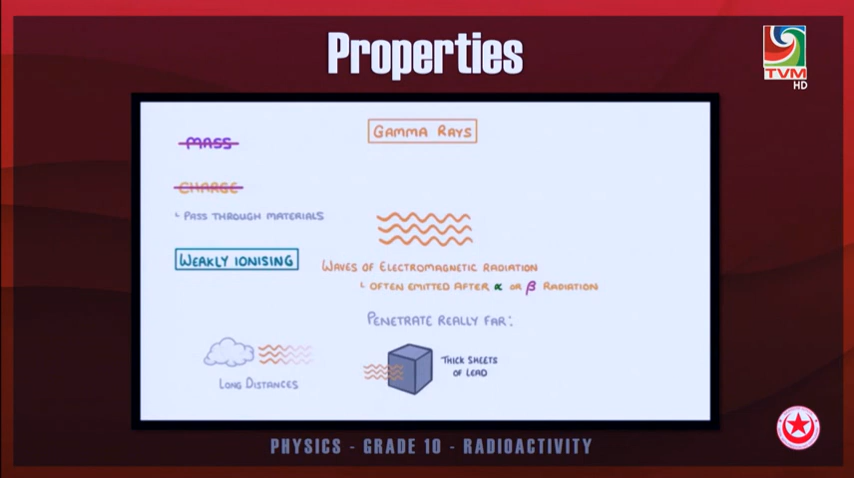 Properties
TVM
HD
GAMMA RAYS
MASS
CHARGE
└ PASS THROUGH MATERIALS
WEAKLY IONISING
WAVES OF ELECTROMAGNETIC RADIATION
└ OFTEN EMITTED AFTER α OR β RADIATION
PENETRATE REALLY FAR:
LONG DISTANCES
THICK SHEETS
OF LEAD
PHYSICS - GRADE 10 - RADIOACTIVITY